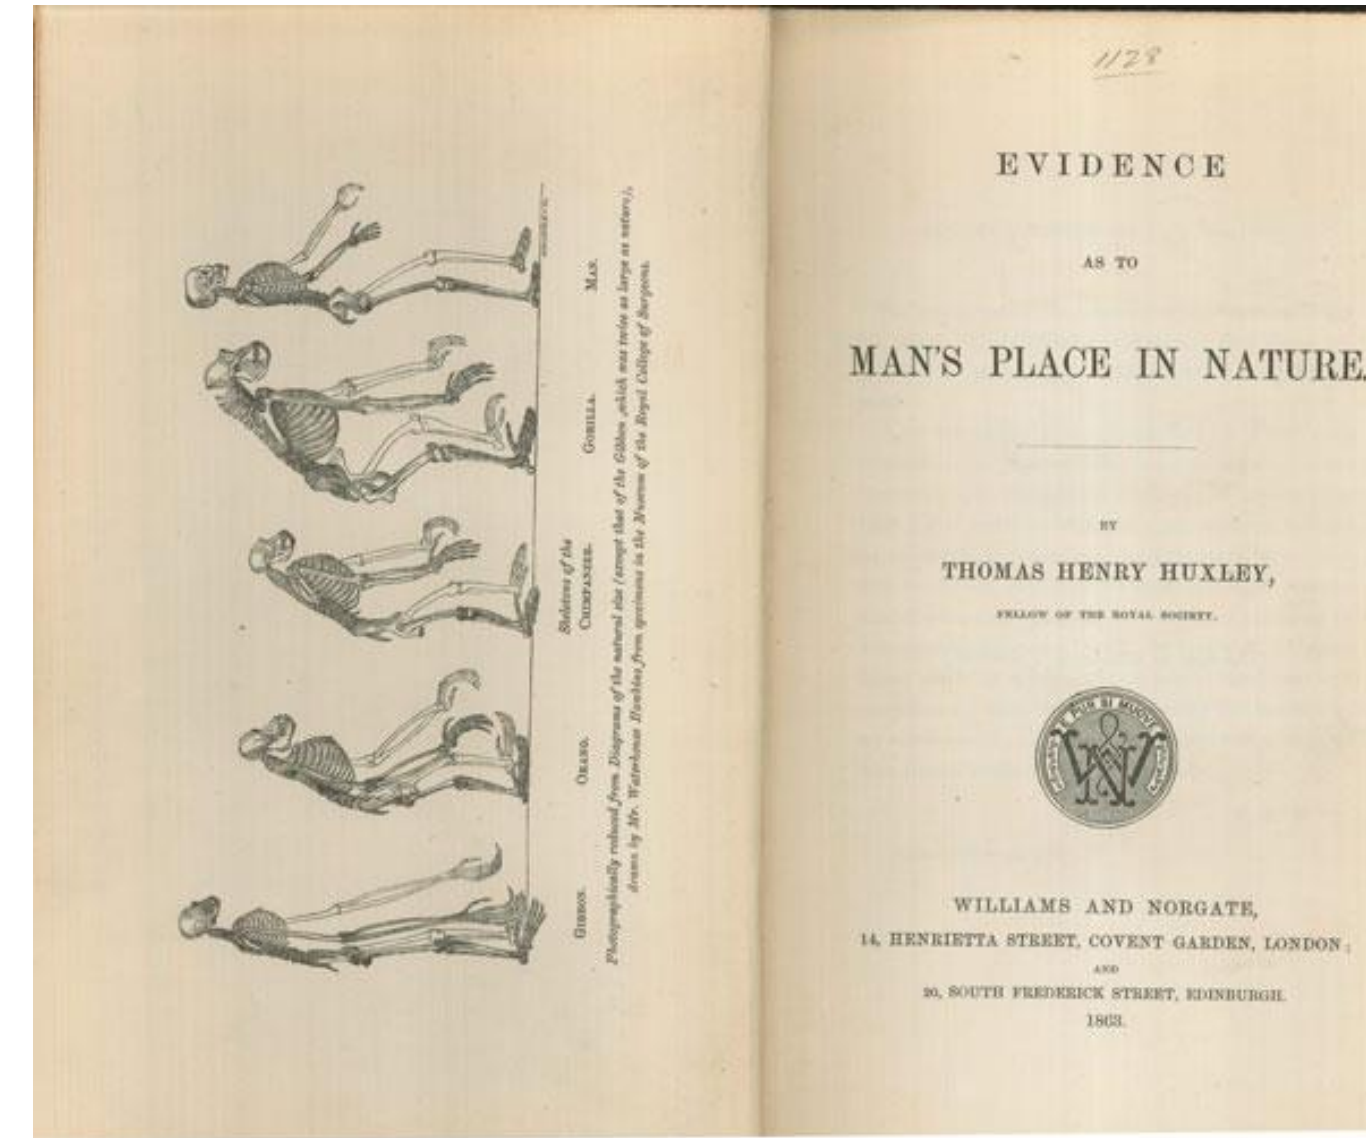 GIBBON. ORANG. Skeletons of the CHIMPANZEE. GORILLA. MAN.
Photographically reduced from Diagrams of the natural size (except that of the Gibbon, which was twice as large as nature),
drawn by Mr. Waterhouse Hawkins from specimens in the Museum of the Royal College of Surgeons.
1128
EVIDENCE
AS TO
MAN'S PLACE IN NATURE.
BY
THOMAS HENRY HUXLEY,
FELLOW OF THE ROYAL SOCIETY.
E PUR SI MUOVE
WILLIAMS AND NORGATE,
14, HENRIETTA STREET, COVENT GARDEN, LONDON;
AND
20, SOUTH FREDERICK STREET, EDINBURGH.
1863.